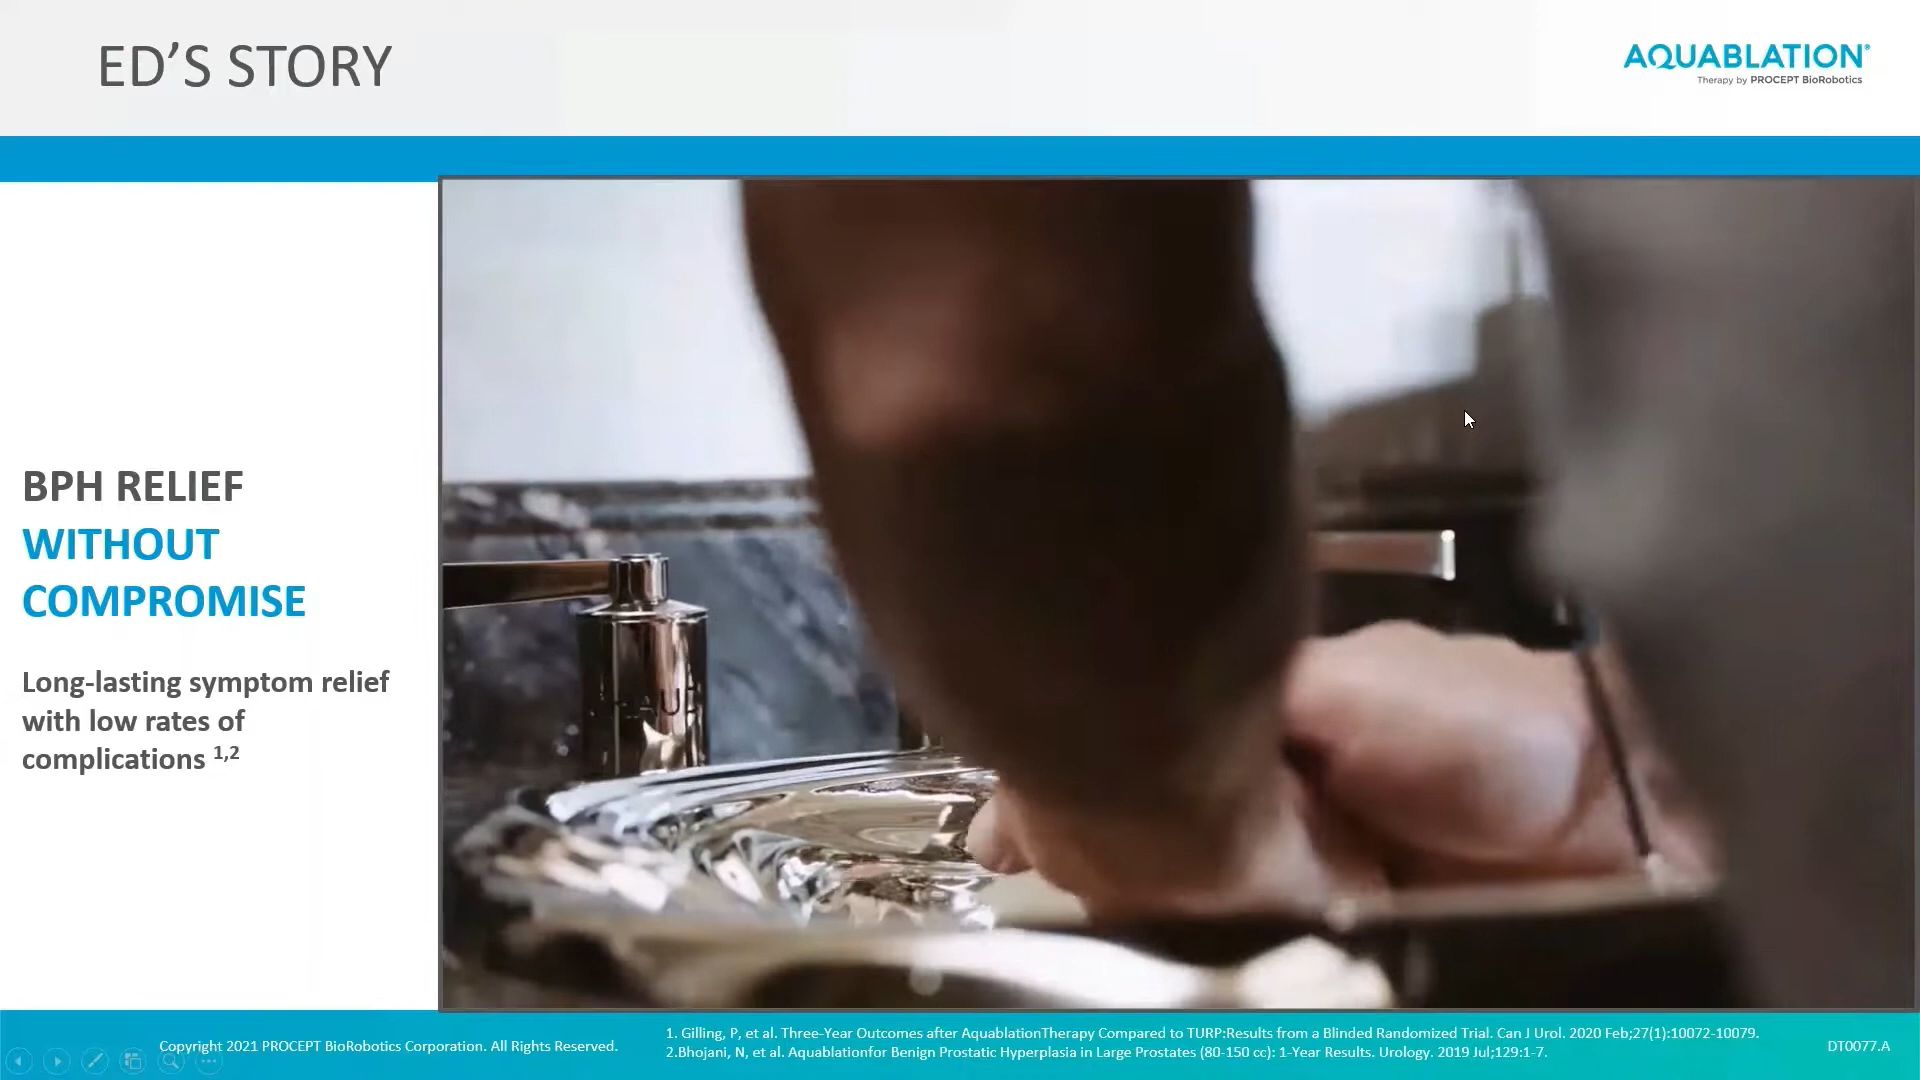 ED’S STORY
AQUABLATION®
Therapy by PROCEPT BioRobotics
BPH RELIEF
WITHOUT
COMPROMISE
Long-lasting symptom relief
with low rates of
complications 1,2
Copyright 2021 PROCEPT BioRobotics Corporation. All Rights Reserved.
1. Gilling, P, et al. Three-Year Outcomes after AquablationTherapy Compared to TURP:Results from a Blinded Randomized Trial. Can J Urol. 2020 Feb;27(1):10072-10079.
2.Bhojani, N, et al. Aquablationfor Benign Prostatic Hyperplasia in Large Prostates (80-150 cc): 1-Year Results. Urology. 2019 Jul;129:1-7.
DT0077.A